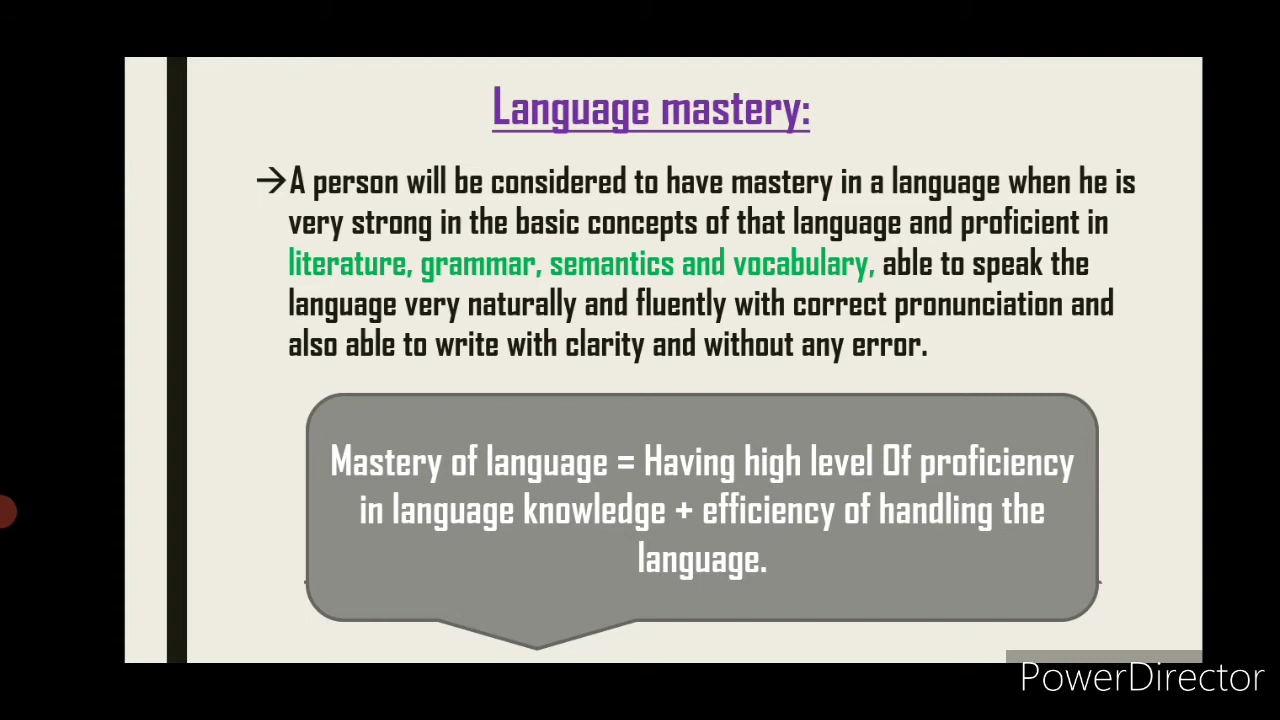 Language mastery:
→A person will be considered to have mastery in a language when he is
very strong in the basic concepts of that language and proficient in
literature, grammar, semantics and vocabulary, able to speak the
language very naturally and fluently with correct pronunciation and
also able to write with clarity and without any error.
Mastery of language = Having high level Of proficiency
in language knowledge + efficiency of handling the
language.
PowerDirector